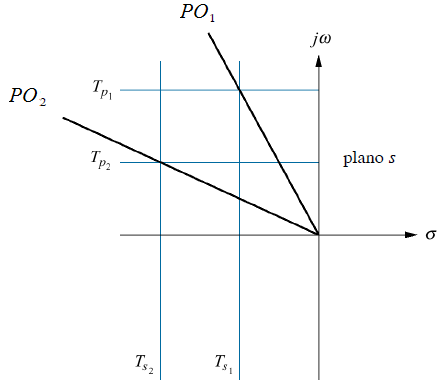 PO₁
jω
Tₚ₁
PO₂
Tₚ₂
plano s
σ
Tₛ₂
Tₛ₁